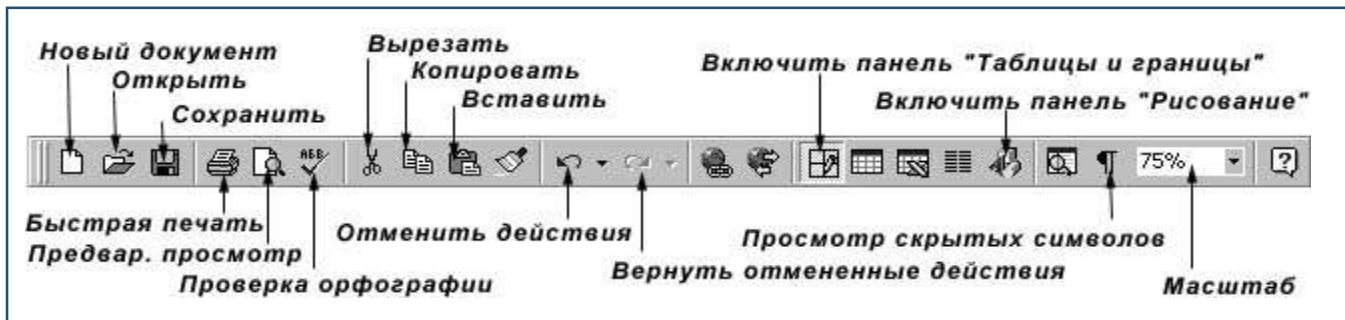 Новый документ
Открыть
Сохранить
Вырезать
Копировать
Вставить
Включить панель "Таблицы и границы"
Включить панель "Рисование"
АБВ
75%
?
Быстрая печать
Предвар. просмотр
Проверка орфографии
Отменить действия
Вернуть отмененные действия
Просмотр скрытых символов
Масштаб